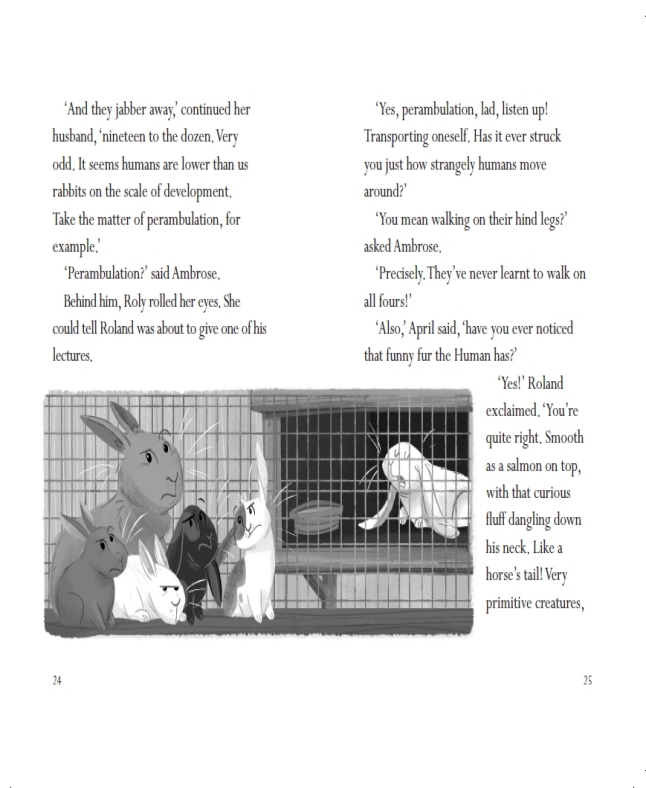 ‘And they jabber away,’ continued her
husband, ‘nineteen to the dozen. Very
odd. It seems humans are lower than us
rabbits on the scale of development.
Take the matter of perambulation, for
example.’
‘Perambulation?’ said Ambrose.
Behind him, Roly rolled her eyes. She
could tell Roland was about to give one of his
lectures.
24
‘Yes, perambulation, lad, listen up!
Transporting oneself. Has it ever struck
you just how strangely humans move
around?’
‘You mean walking on their hind legs?’
asked Ambrose.
‘Precisely. They’ve never learnt to walk on
all fours!’
‘Also,’ April said, ‘have you ever noticed
that funny fur the Human has?’
‘Yes!’ Roland
exclaimed. ‘You’re
quite right. Smooth
as a salmon on top,
with that curious
fluff dangling down
his neck. Like a
horse’s tail! Very
primitive creatures,
25